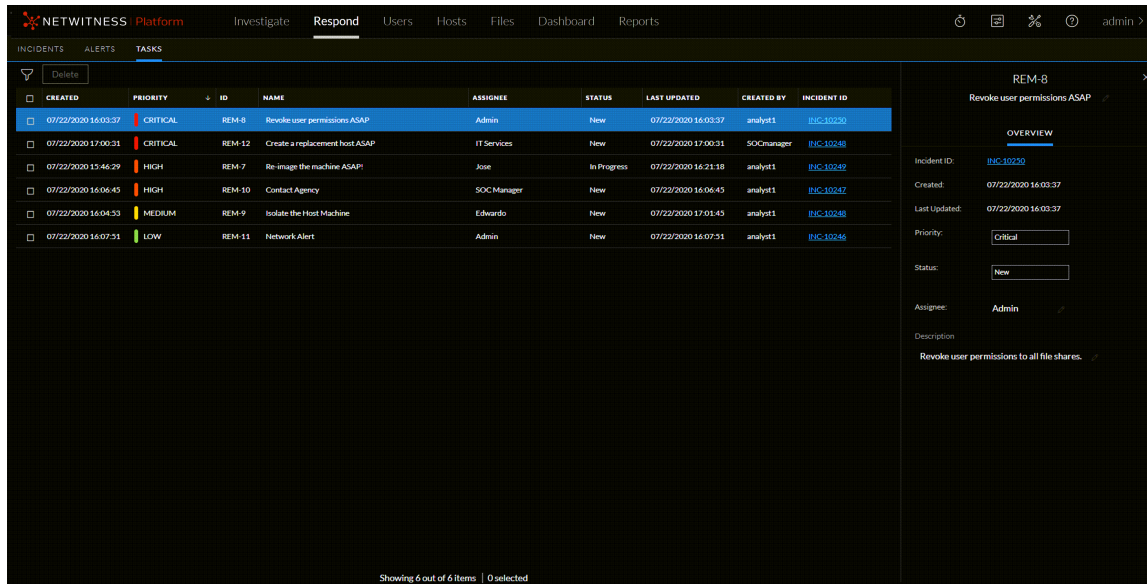 NETWITNESS Platform Investigate Respond Users Hosts Files Dashboard Reports admin >
INCIDENTS ALERTS TASKS
Delete
CREATED PRIORITY ID NAME ASSIGNEE STATUS LAST UPDATED CREATED BY INCIDENT ID
07/22/2020 16:03:37 CRITICAL REM-8 Revoke user permissions ASAP Admin New 07/22/2020 16:03:37 analyst1 INC-10250
07/22/2020 17:00:31 CRITICAL REM-12 Create a replacement host ASAP IT Services New 07/22/2020 17:00:31 SOCmanager INC-10248
07/22/2020 15:46:29 HIGH REM-7 Re-image the machine ASAP! Jose In Progress 07/22/2020 16:21:18 analyst1 INC-10249
07/22/2020 16:06:45 HIGH REM-10 Contact Agency SOC Manager New 07/22/2020 16:06:45 analyst1 INC-10247
07/22/2020 16:04:53 MEDIUM REM-9 Isolate the Host Machine Edwardo New 07/22/2020 17:01:45 analyst1 INC-10248
07/22/2020 16:07:51 LOW REM-11 Network Alert Admin New 07/22/2020 16:07:51 analyst1 INC-10246
Showing 6 out of 6 items | 0 selected
REM-8
Revoke user permissions ASAP
OVERVIEW
Incident ID: INC-10250
Created: 07/22/2020 16:03:37
Last Updated: 07/22/2020 16:03:37
Priority: Critical
Status: New
Assignee: Admin
Description
Revoke user permissions to all file shares.